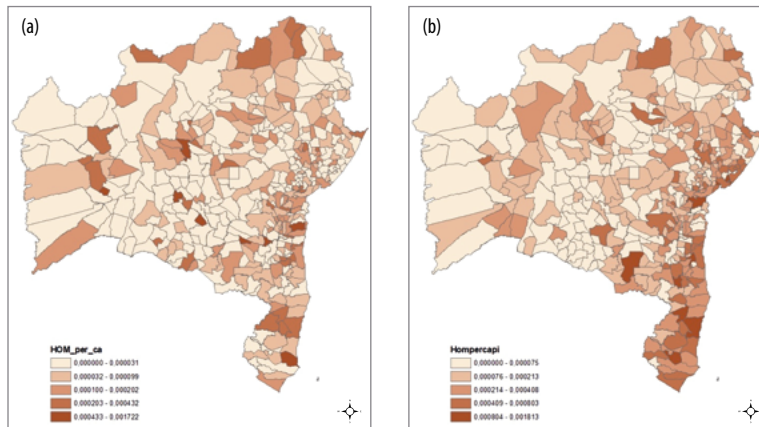 (a)
HOM_per_ca
0,000000 - 0,000031
0,000032 - 0,000099
0,000100 - 0,000202
0,000203 - 0,000432
0,000433 - 0,001722
(b)
Hompercapi
0,000000 - 0,000075
0,000076 - 0,000213
0,000214 - 0,000408
0,000409 - 0,000803
0,000804 - 0,001813